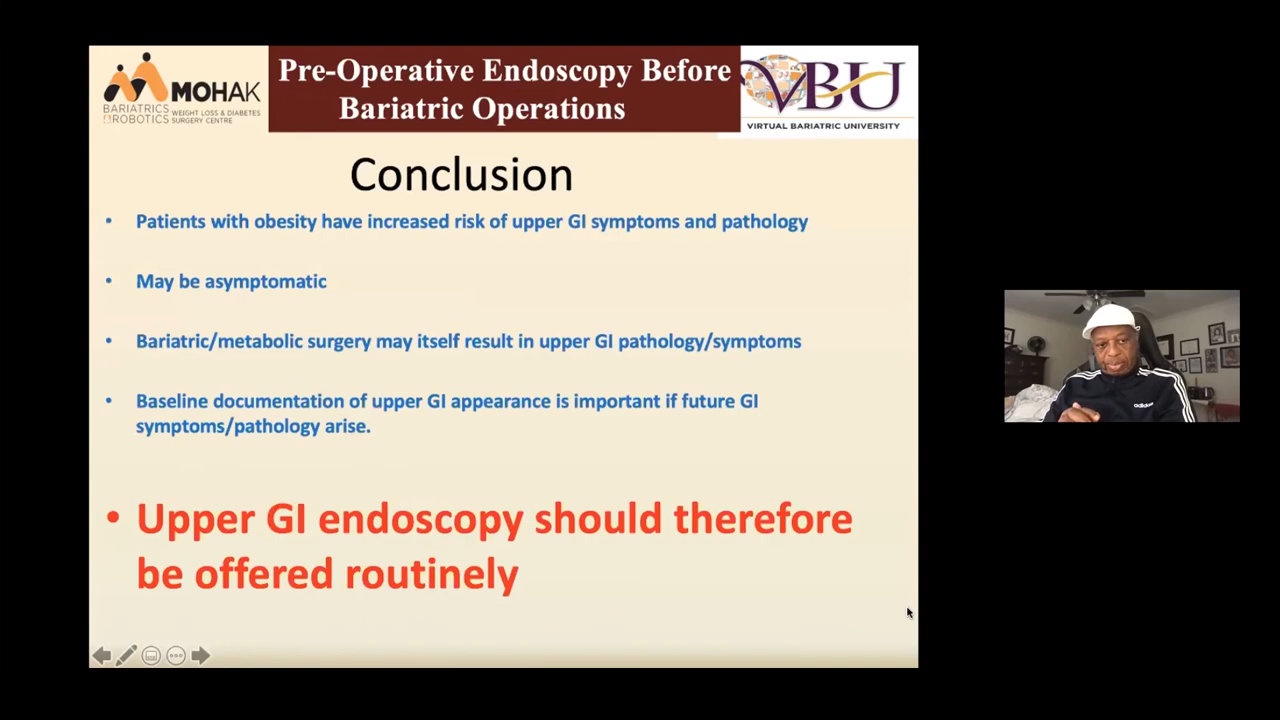 MOHAK
BARIATRICS
& ROBOTICS
WEIGHT LOSS & DIABETES
SURGERY CENTRE
Pre-Operative Endoscopy Before
Bariatric Operations
VBU
VIRTUAL BARIATRIC UNIVERSITY
Conclusion
• Patients with obesity have increased risk of upper GI symptoms and pathology
• May be asymptomatic
• Bariatric/metabolic surgery may itself result in upper GI pathology/symptoms
• Baseline documentation of upper GI appearance is important if future GI
symptoms/pathology arise.
• Upper GI endoscopy should therefore
be offered routinely
adidas